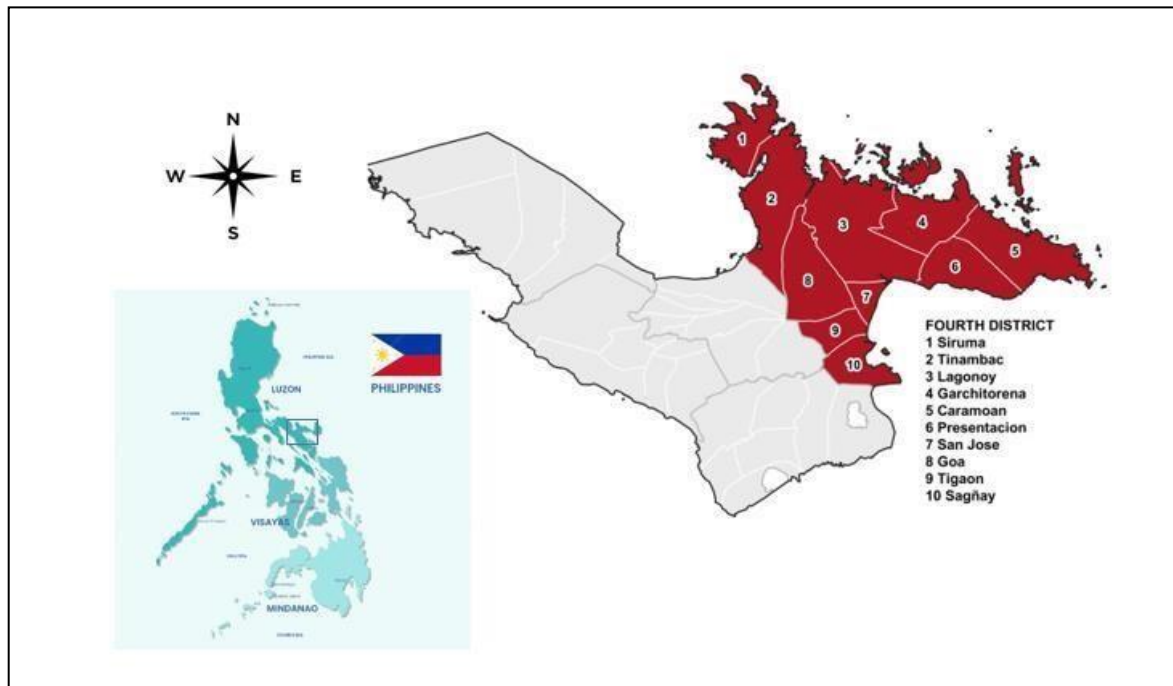 N
W
E
S
1
2
3
4
5
6
7
8
9
10
PHILIPPINES
LUZON
VISAYAS
MINDANAO
FOURTH DISTRICT
1 Siruma
2 Tinambac
3 Lagonoy
4 Garchitorena
5 Caramoan
6 Presentacion
7 San Jose
8 Goa
9 Tigaon
10 Sagñay